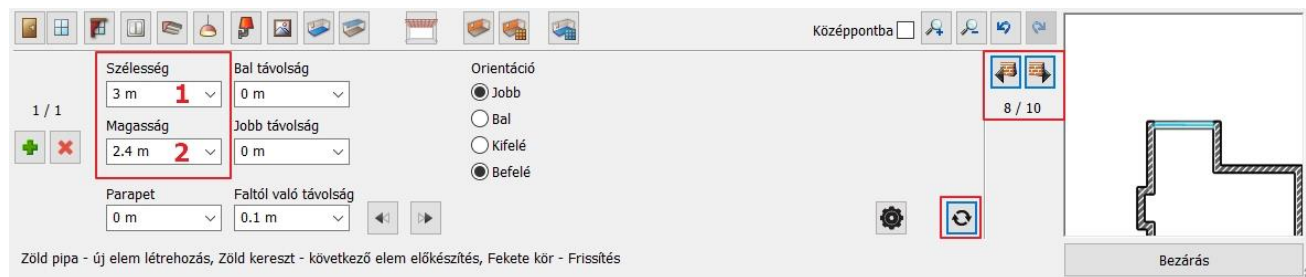 Középpontba
Szélesség
Bal távolság
Orientáció
3 m
1
0 m
Jobb
1 / 1
8 / 10
Magasság
Jobb távolság
Bal
2.4 m
2
0 m
Kifelé
Befelé
Parapet
Faltól való távolság
0 m
0.1 m
Zöld pipa - új elem létrehozás, Zöld kereszt - következő elem előkészítés, Fekete kör - Frissítés
Bezárás